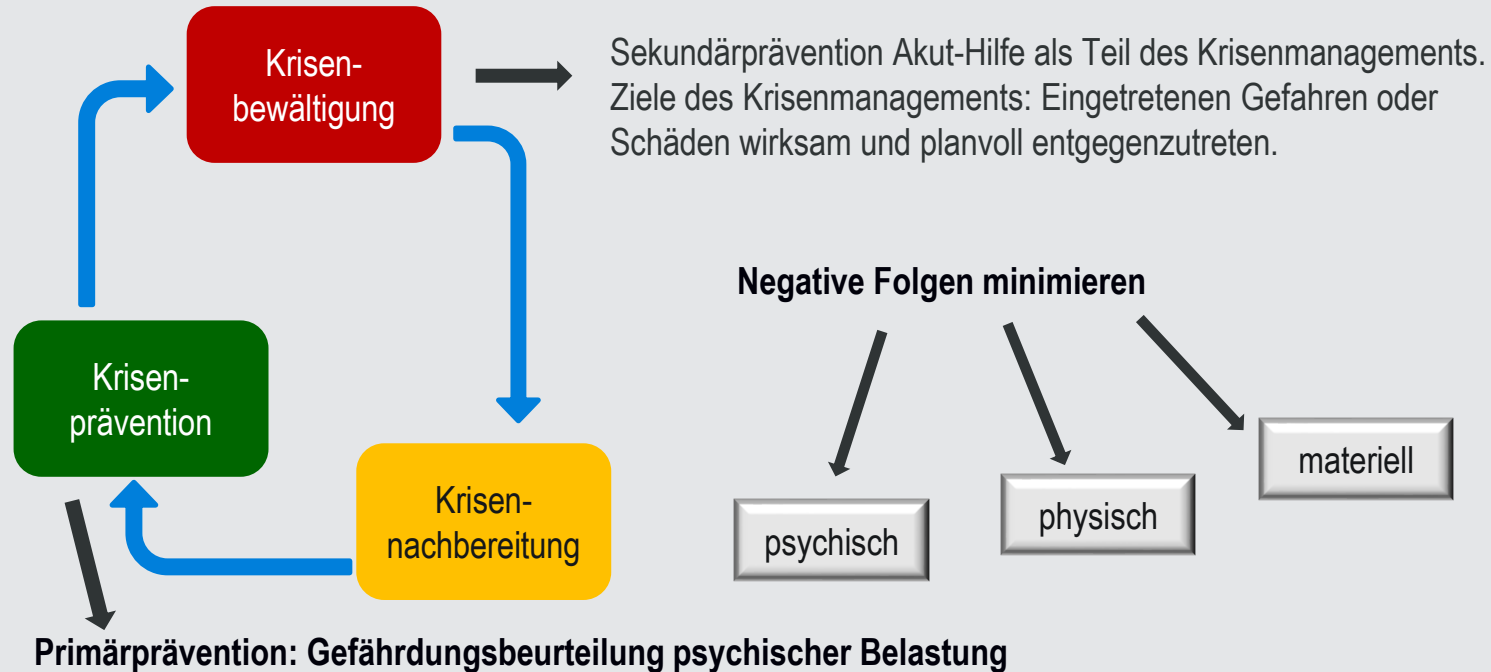 Krisen-
bewältigung
Sekundärprävention Akut-Hilfe als Teil des Krisenmanagements.
Ziele des Krisenmanagements: Eingetretenen Gefahren oder
Schäden wirksam und planvoll entgegenzutreten.
Negative Folgen minimieren
Krisen-
prävention
materiell
Krisen-
nachbereitung
physisch
psychisch
Primärprävention: Gefährdungsbeurteilung psychischer Belastung